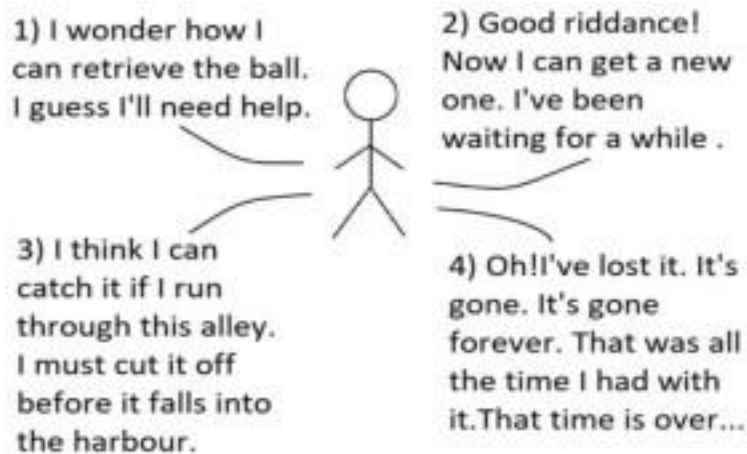 1) I wonder how I
can retrieve the ball.
I guess I'll need help.
2) Good riddance!
Now I can get a new
one. I've been
waiting for a while .
3) I think I can
catch it if I run
through this alley.
I must cut it off
before it falls into
the harbour.
4) Oh!I've lost it. It's
gone. It's gone
forever. That was all
the time I had with
it.That time is over...